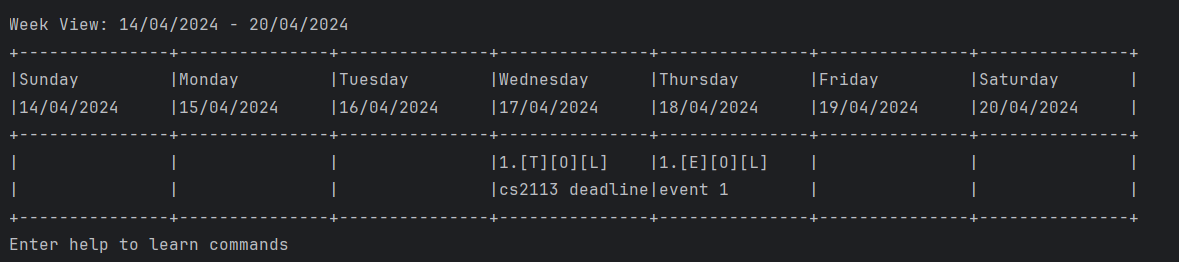 Week View: 14/04/2024 - 20/04/2024
+---------------+---------------+---------------+---------------+---------------+---------------+---------------+
|Sunday         |Monday         |Tuesday        |Wednesday      |Thursday       |Friday         |Saturday       |
|14/04/2024     |15/04/2024     |16/04/2024     |17/04/2024     |18/04/2024     |19/04/2024     |20/04/2024     |
+---------------+---------------+---------------+---------------+---------------+---------------+---------------+
|               |               |               |1.[T][O][L]    |1.[E][O][L]    |               |               |
|               |               |               |cs2113 deadline|event 1        |               |               |
+---------------+---------------+---------------+---------------+---------------+---------------+---------------+
Enter help to learn commands